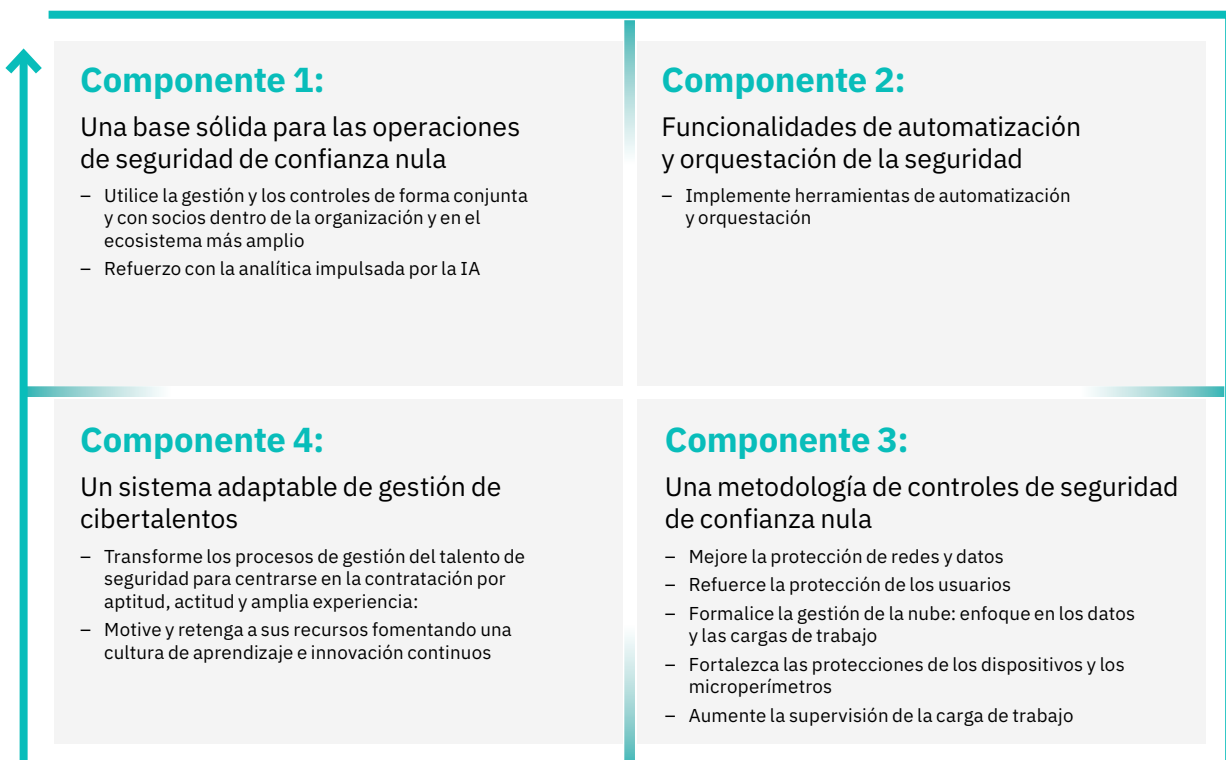 Componente 1:
Una base sólida para las operaciones
de seguridad de confianza nula
– Utilice la gestión y los controles de forma conjunta
y con socios dentro de la organización y en el
ecosistema más amplio
– Refuerzo con la analítica impulsada por la IA
Componente 2:
Funcionalidades de automatización
y orquestación de la seguridad
– Implemente herramientas de automatización
y orquestación
Componente 4:
Un sistema adaptable de gestión de
cibertalentos
– Transforme los procesos de gestión del talento de
seguridad para centrarse en la contratación por
aptitud, actitud y amplia experiencia:
– Motive y retenga a sus recursos fomentando una
cultura de aprendizaje e innovación continuos
Componente 3:
Una metodología de controles de seguridad
de confianza nula
– Mejore la protección de redes y datos
– Refuerce la protección de los usuarios
– Formalice la gestión de la nube: enfoque en los datos
y las cargas de trabajo
– Fortalezca las protecciones de los dispositivos y los
microperímetros
– Aumente la supervisión de la carga de trabajo